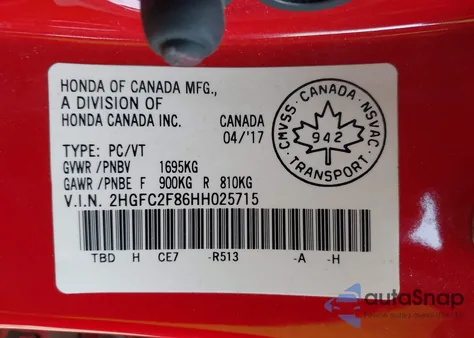 HONDA OF CANADA MFG.,
A DIVISION OF
HONDA CANADA INC. CANADA
04/'17
TYPE: PC/VT
GVWR/PNBV 1695KG
GAWR/PNBE F 900KG R 810KG
V.I.N. 2HGFC2F86HH025715
TBD H CE7 -R513 -A -H
CMVSS · CANADA · NSVAC
942
TRANSPORT
autoSnap